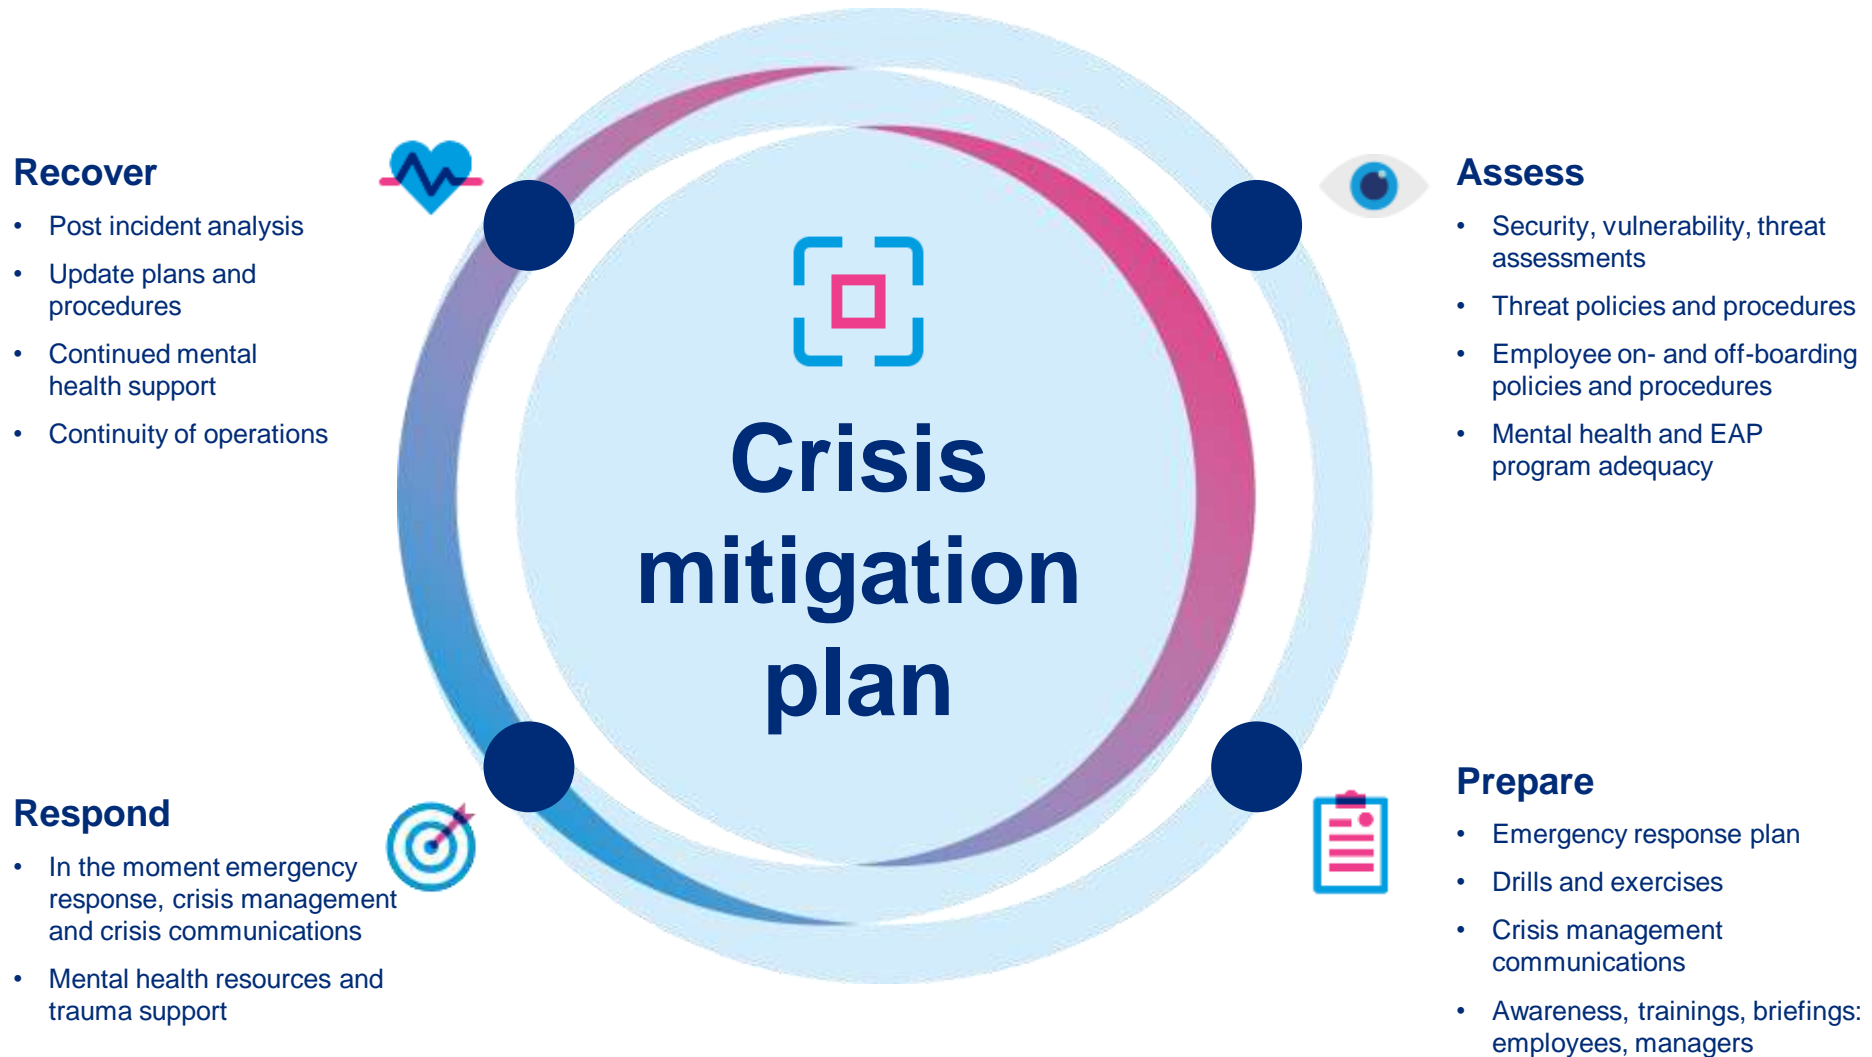 Recover
• Post incident analysis
• Update plans and
procedures
• Continued mental
health support
• Continuity of operations
Assess
• Security, vulnerability, threat
assessments
• Threat policies and procedures
• Employee on- and off-boarding
policies and procedures
• Mental health and EAP
program adequacy
Crisis
mitigation
plan
Respond
• In the moment emergency
response, crisis management
and crisis communications
• Mental health resources and
trauma support
Prepare
• Emergency response plan
• Drills and exercises
• Crisis management
communications
• Awareness, trainings, briefings:
employees, managers